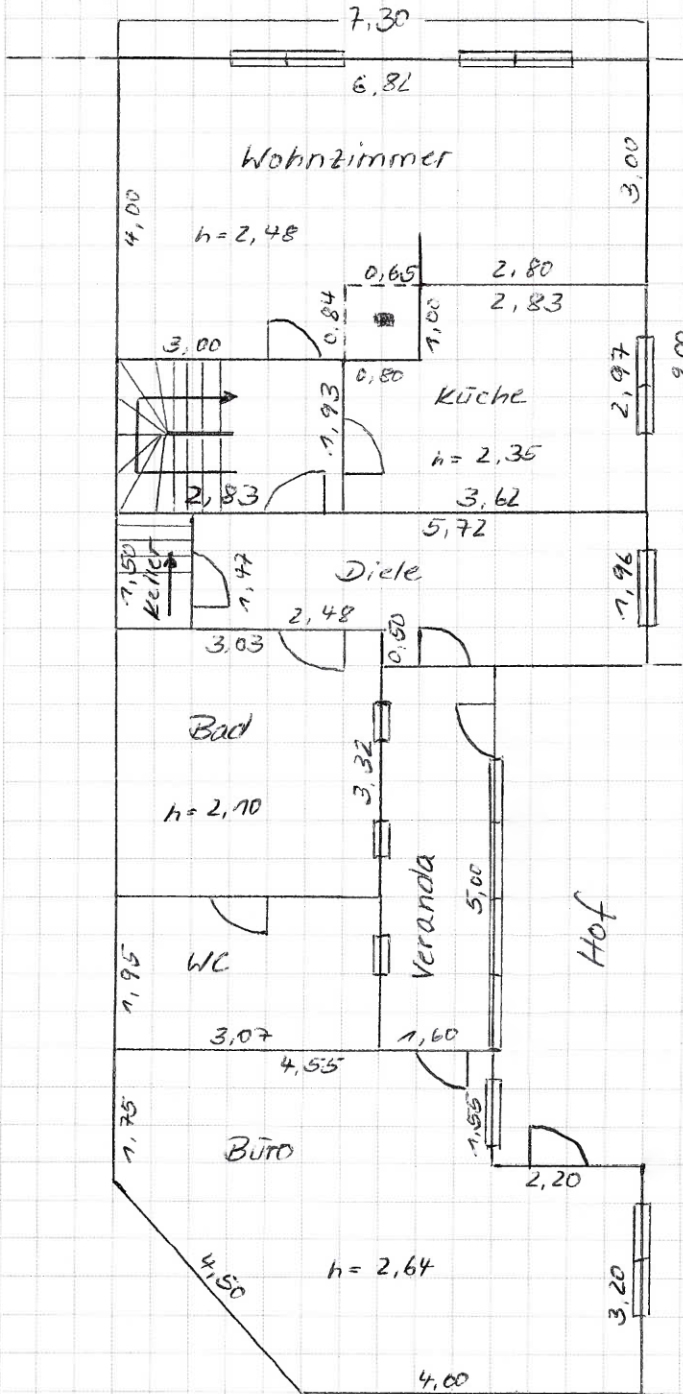 7,30
6,82
Wohnzimmer
3,00
4,00
h = 2,48
0,65
2,80
0,84
1,00
2,83
3,00
0,80
9,00
1,93
Küche
2,97
h = 2,35
2,83
3,62
5,72
1,50
Keller
1,47
Diele
1,96
2,48
3,03
0,50
Bad
3,32
h = 2,10
Veranda
5,00
Hof
1,95
WC
3,07
1,60
4,55
1,75
1,55
Büro
2,20
4,50
h = 2,64
3,20
4,00